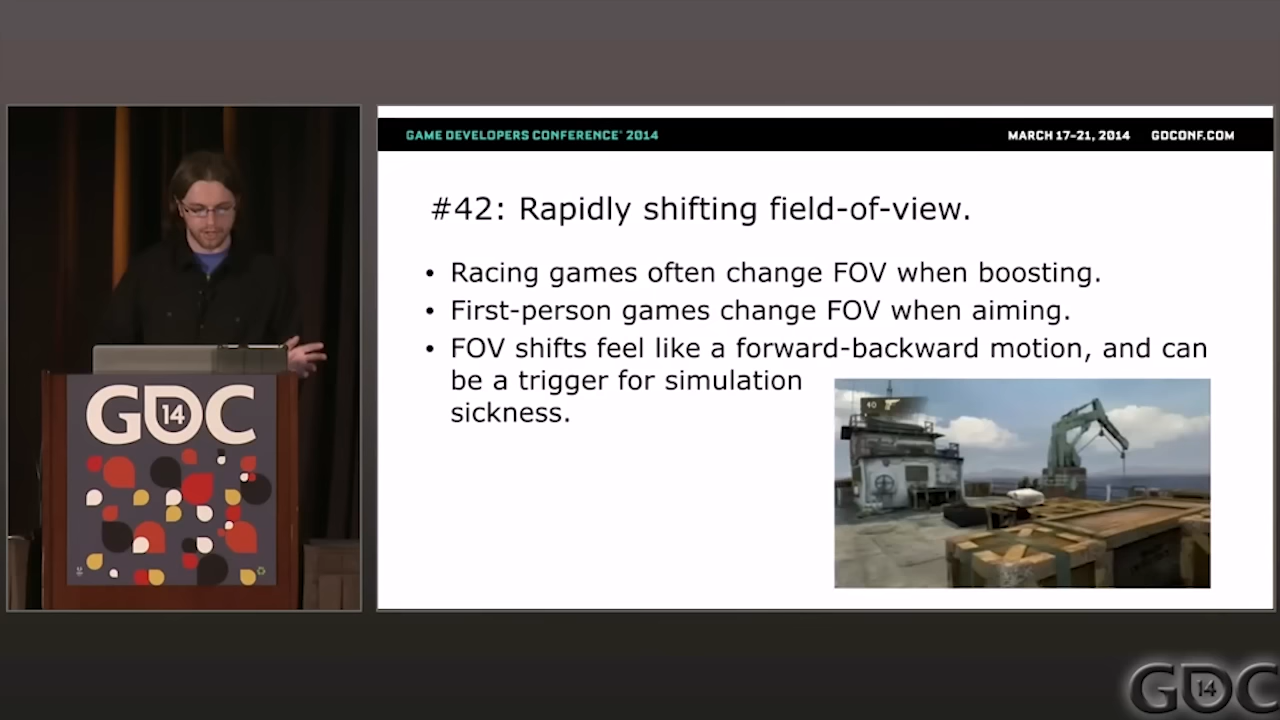 GAME DEVELOPERS CONFERENCE® 2014
MARCH 17-21, 2014 GDCONF.COM
#42: Rapidly shifting field-of-view.
• Racing games often change FOV when boosting.
• First-person games change FOV when aiming.
• FOV shifts feel like a forward-backward motion, and can
be a trigger for simulation
sickness.
40
GDC
14
GDC
14